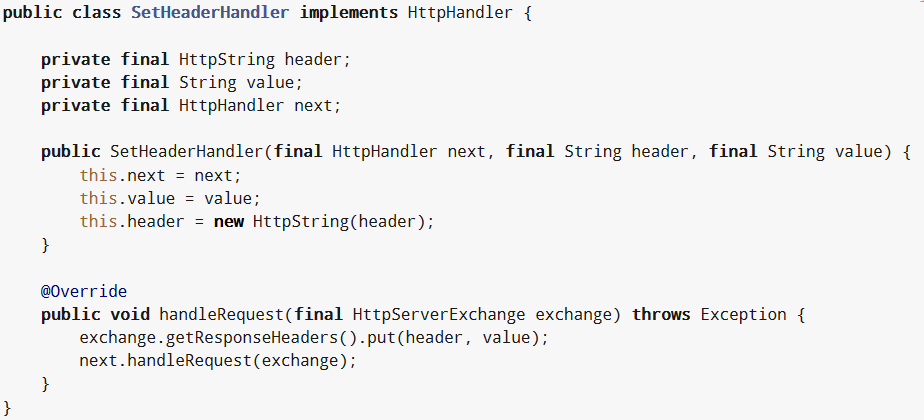 public class SetHeaderHandler implements HttpHandler {
private final HttpString header;
private final String value;
private final HttpHandler next;
public SetHeaderHandler(final HttpHandler next, final String header, final String value) {
this.next = next;
this.value = value;
this.header = new HttpString(header);
}
@Override
public void handleRequest(final HttpServerExchange exchange) throws Exception {
exchange.getResponseHeaders().put(header, value);
next.handleRequest(exchange);
}
}